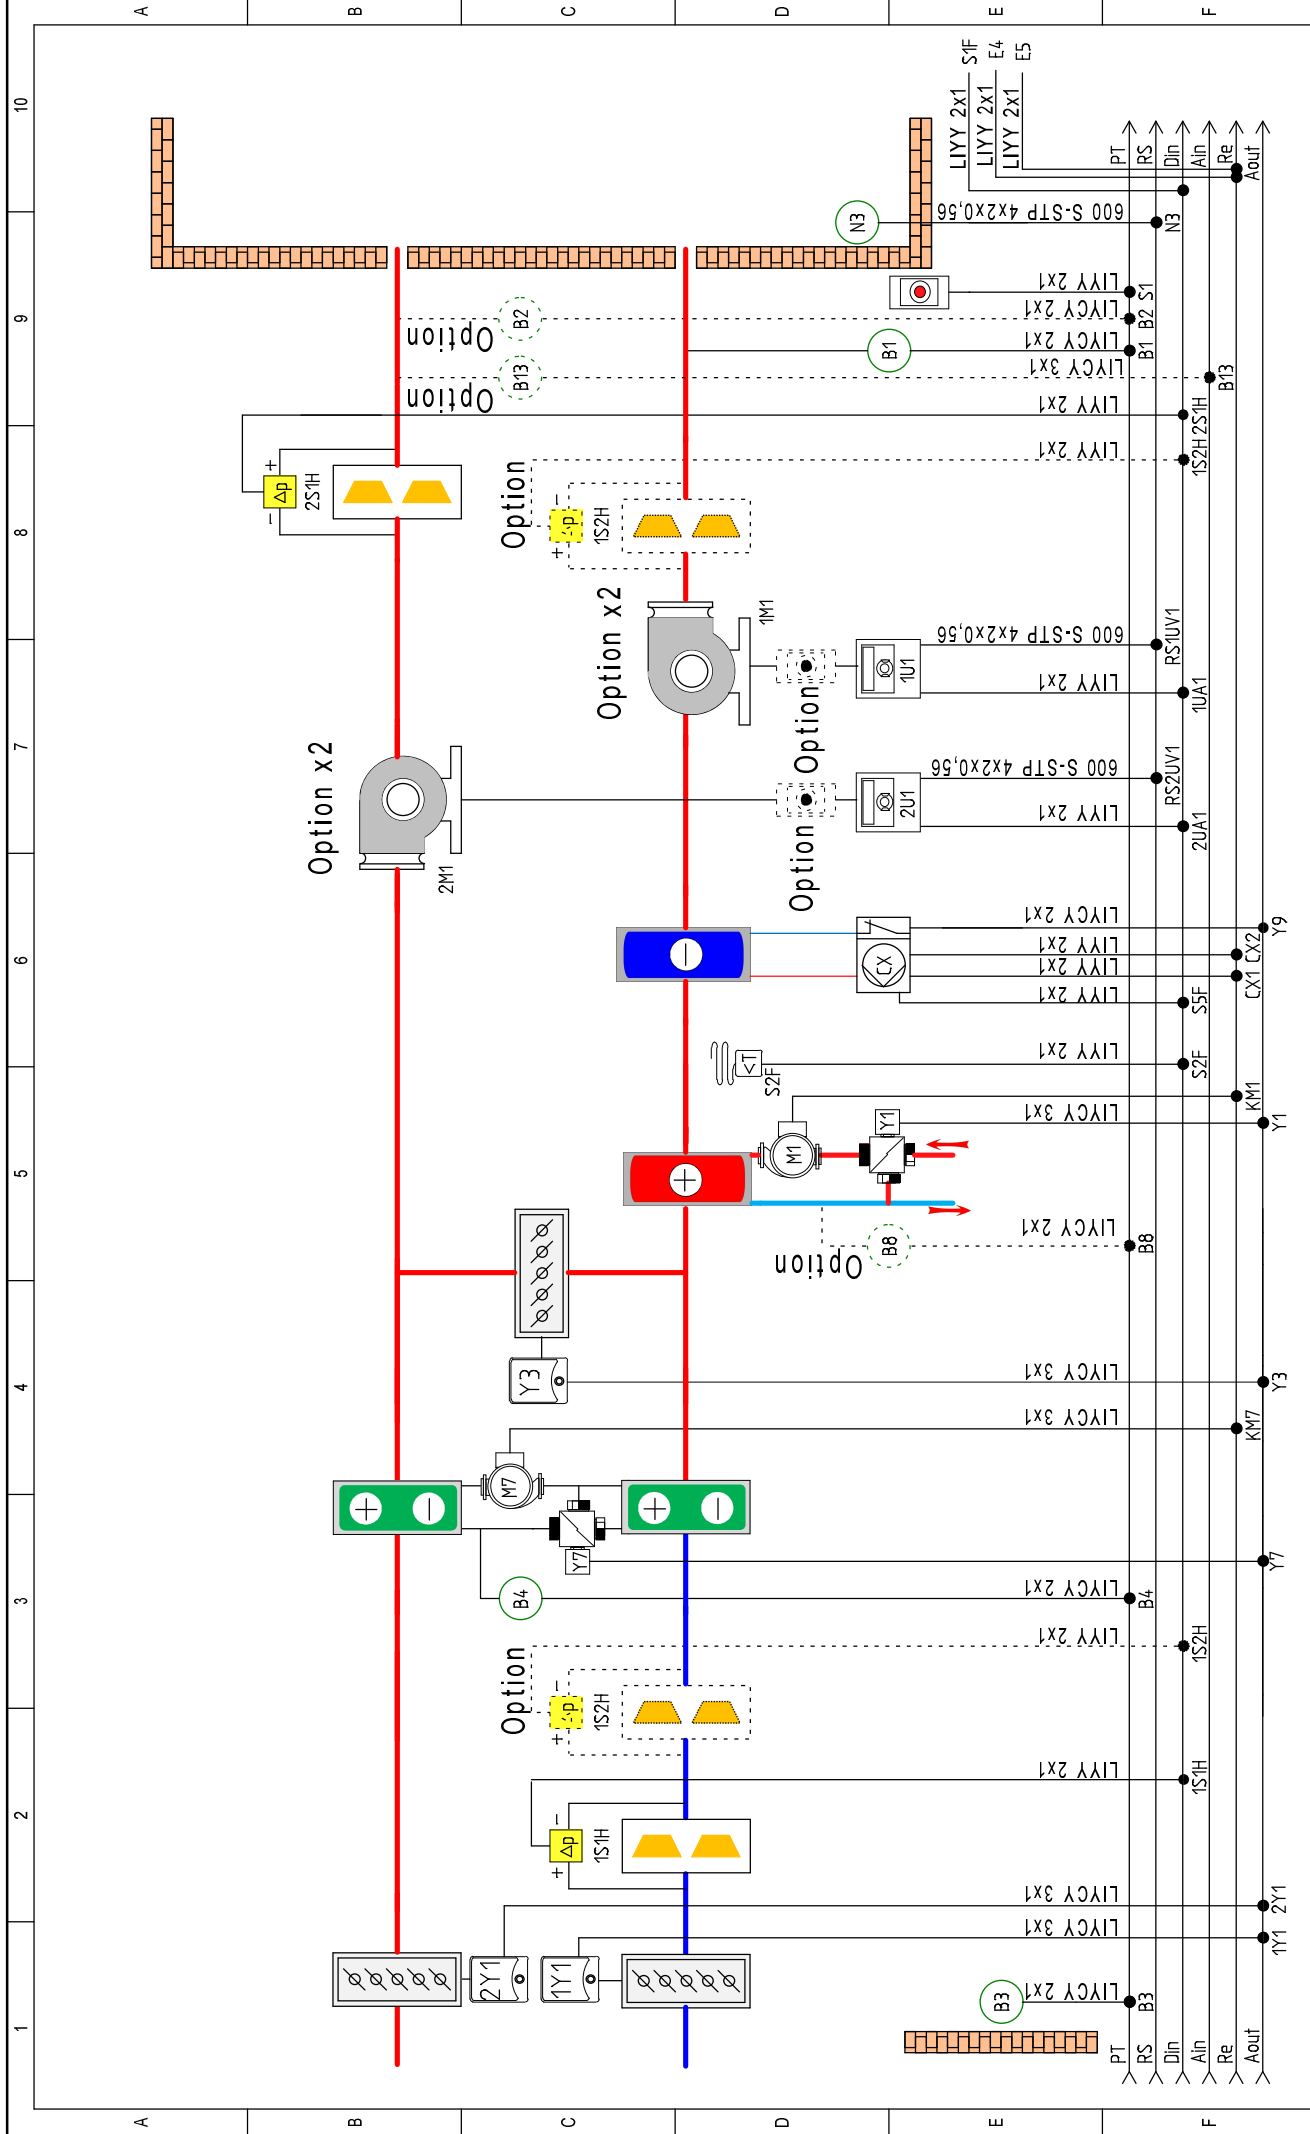 1 2 3 4 5 6 7 8 9 10
A
B
C
D
E
F
A
B
C
D
E
F
2S1H
Δp
- +
Option x2
2M1
Option
B13
Option
B2
2Y1
1Y1
+ -
Δp
1S1H
Option
+ -
1S2H
B4
Y7
M7
Y3
Option x2
1M1
Option
+ -
1S2H
Option
B8
M1
Y1
<T
S2F
CX
Option
2U1
Option
1U1
B1
N3
B3
LIYCY 2x1
LIYCY 3x1
LIYCY 3x1
LIYY 2x1
LIYY 2x1
LIYCY 2x1
LIYCY 3x1
LIYCY 3x1
LIYCY 2x1
LIYCY 3x1
LIYY 2x1
LIYY 2x1
LIYY 2x1
LIYY 2x1
LIYCY 2x1
LIYY 2x1
600 S-STP 4x2x0,56
LIYY 2x1
600 S-STP 4x2x0,56
LIYY 2x1
LIYY 2x1
LIYCY 3x1
LIYCY 2x1
LIYCY 2x1
LIYY 2x1
600 S-STP 4x2x0,56
LIYY 2x1 S1F
LIYY 2x1 E4
LIYY 2x1 E5
PT PT
RS B3 B4 B8 B1 B2 S1 RS
Din RS2UV1 RS1UV1 N3 Din
Ain 1S1H 1S2H S2F S5F 2UA1 1UA1 1S2H 2S1H Ain
Re B13 Re
Aout KM7 KM1 CX1 CX2 Aout
1Y1 2Y1 Y7 Y3 Y1 Y9